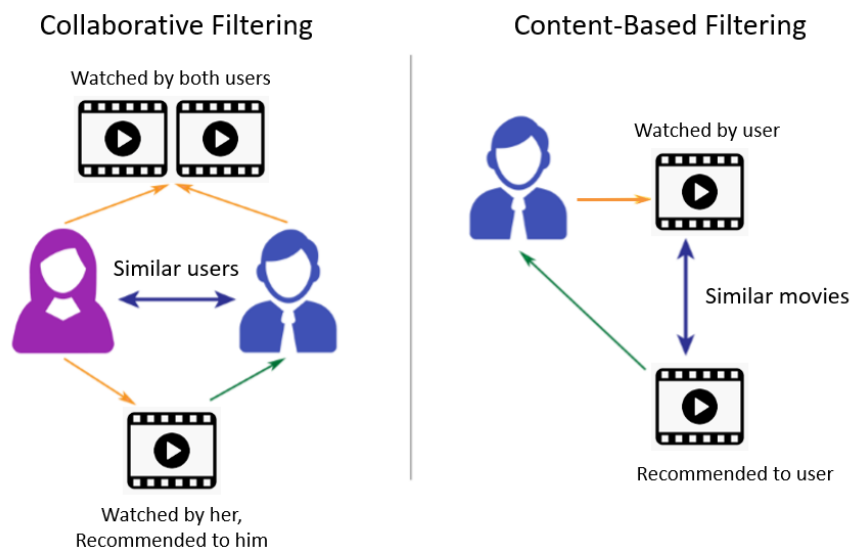 Collaborative Filtering
Watched by both users
Similar users
Watched by her,
Recommended to him
Content-Based Filtering
Watched by user
Similar movies
Recommended to user